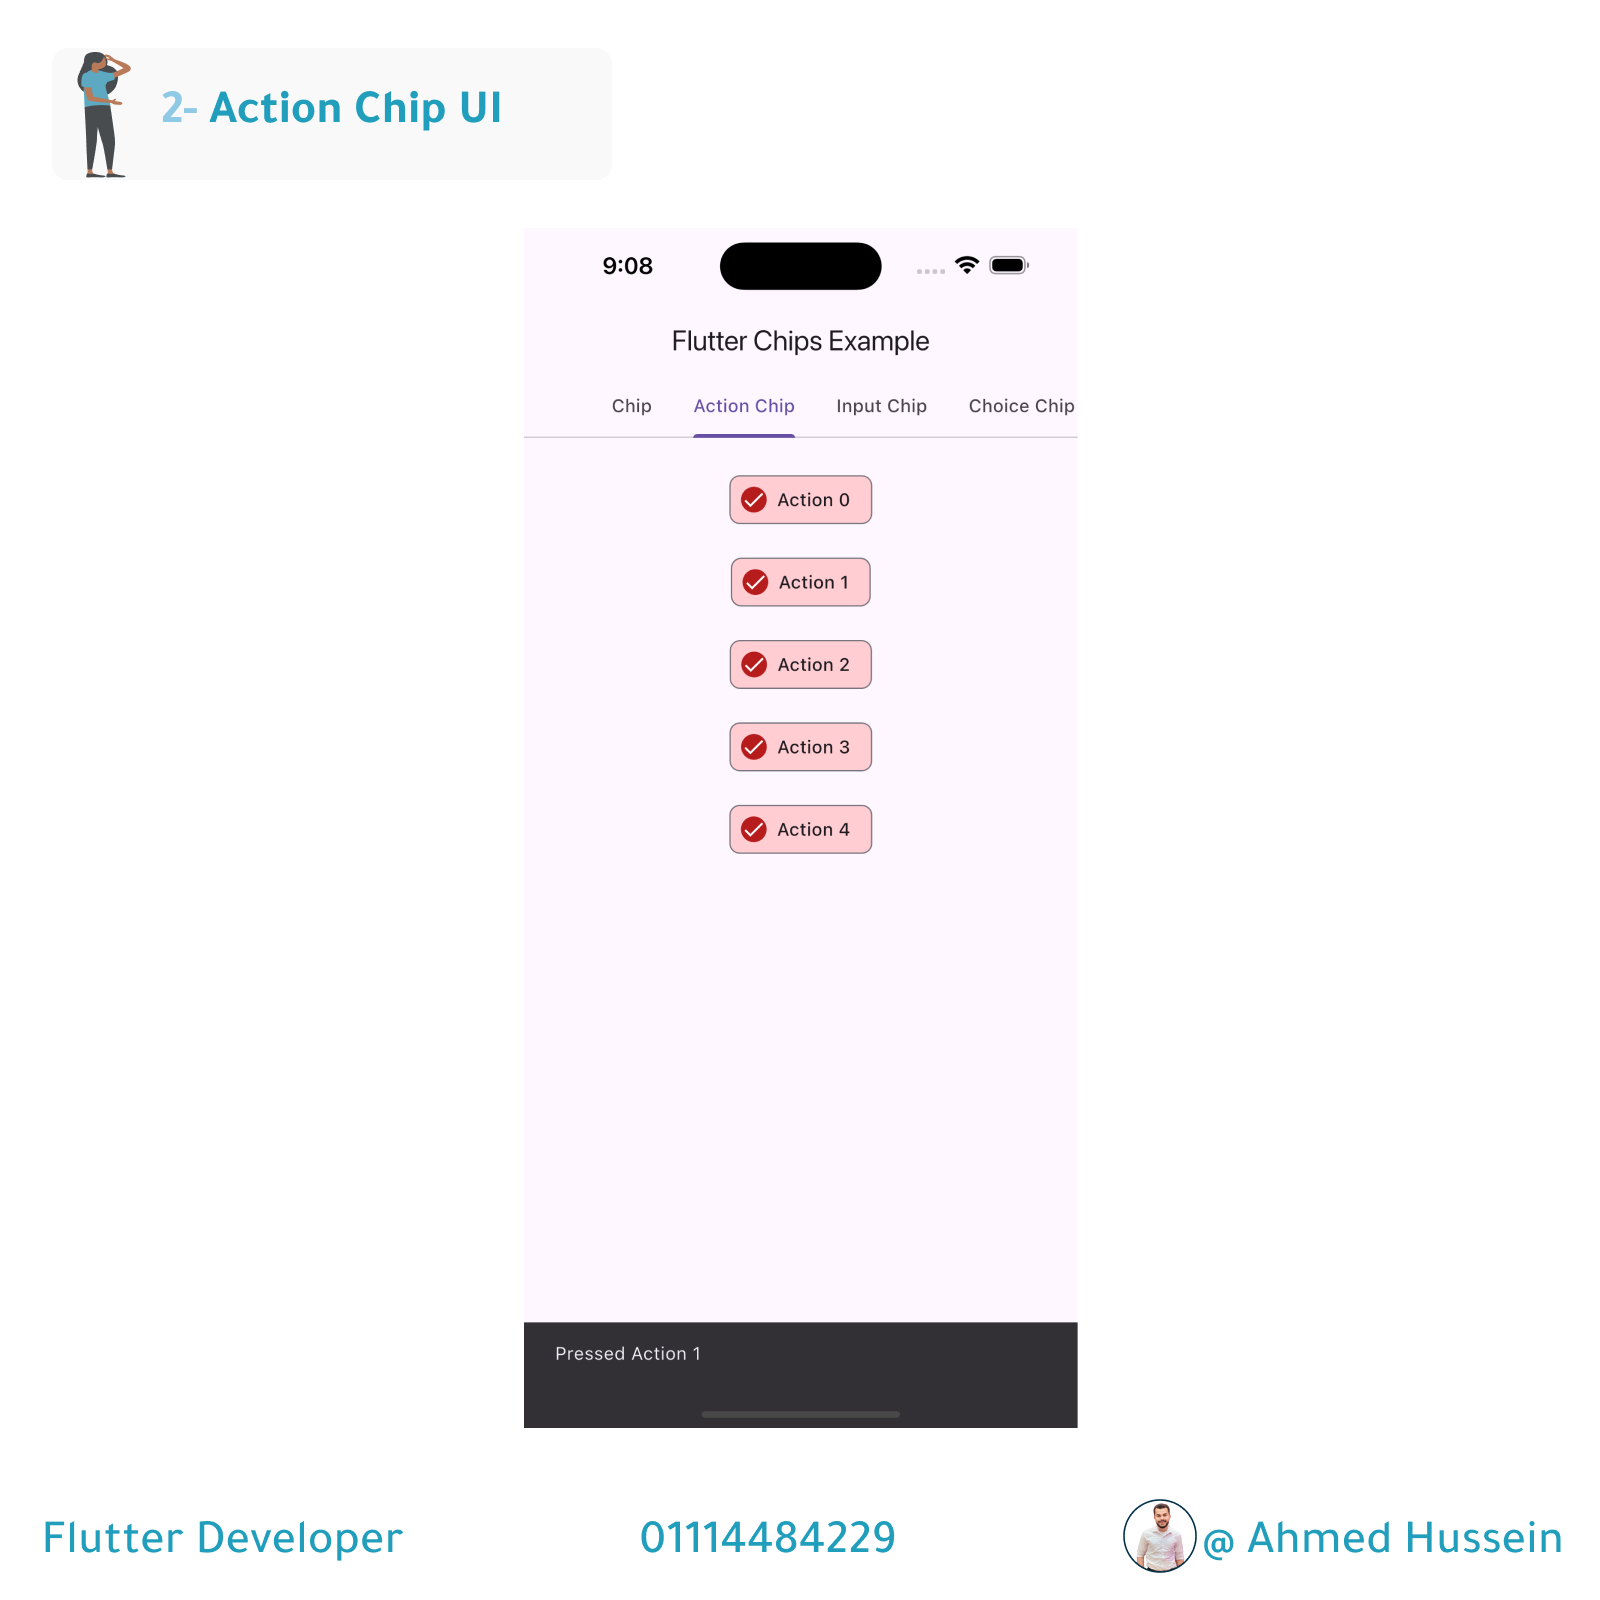 2- Action Chip UI
9:08
Flutter Chips Example
Chip Action Chip Input Chip Choice Chip
Action 0
Action 1
Action 2
Action 3
Action 4
Pressed Action 1
Flutter Developer 01114484229 @ Ahmed Hussein